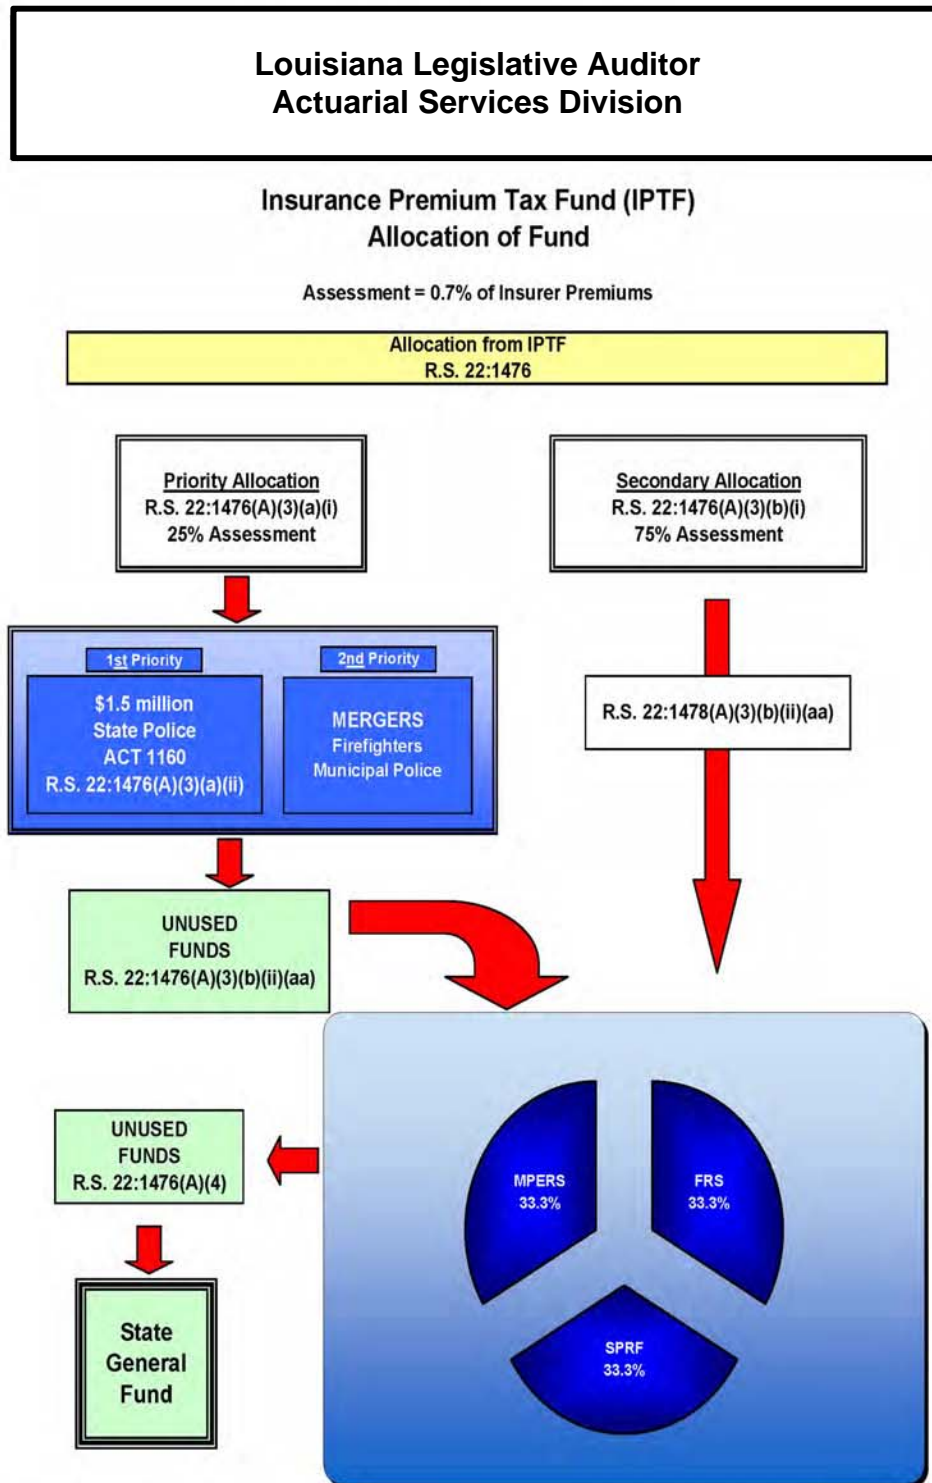 Louisiana Legislative Auditor
Actuarial Services Division
Insurance Premium Tax Fund (IPTF)
Allocation of Fund
Assessment = 0.7% of Insurer Premiums
Allocation from IPTF
R.S. 22:1476
Priority Allocation
R.S. 22:1476(A)(3)(a)(i)
25% Assessment
Secondary Allocation
R.S. 22:1476(A)(3)(b)(i)
75% Assessment
1st Priority
$1.5 million
State Police
ACT 1160
R.S. 22:1476(A)(3)(a)(ii)
2nd Priority
MERGERS
Firefighters
Municipal Police
R.S. 22:1478(A)(3)(b)(ii)(aa)
UNUSED
FUNDS
R.S. 22:1476(A)(3)(b)(ii)(aa)
MPERS
33.3%
FRS
33.3%
SPRF
33.3%
UNUSED
FUNDS
R.S. 22:1476(A)(4)
State
General
Fund